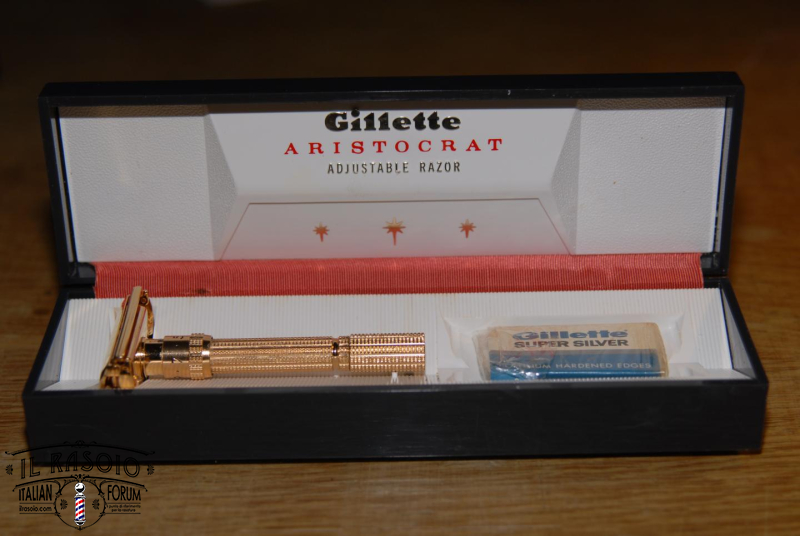 Gillette
ARISTOCRAT
ADJUSTABLE RAZOR
Gillette
SUPER SILVER
HARDENED EDGES
IL RASOIO
ITALIAN FORUM
ilrasoio.com